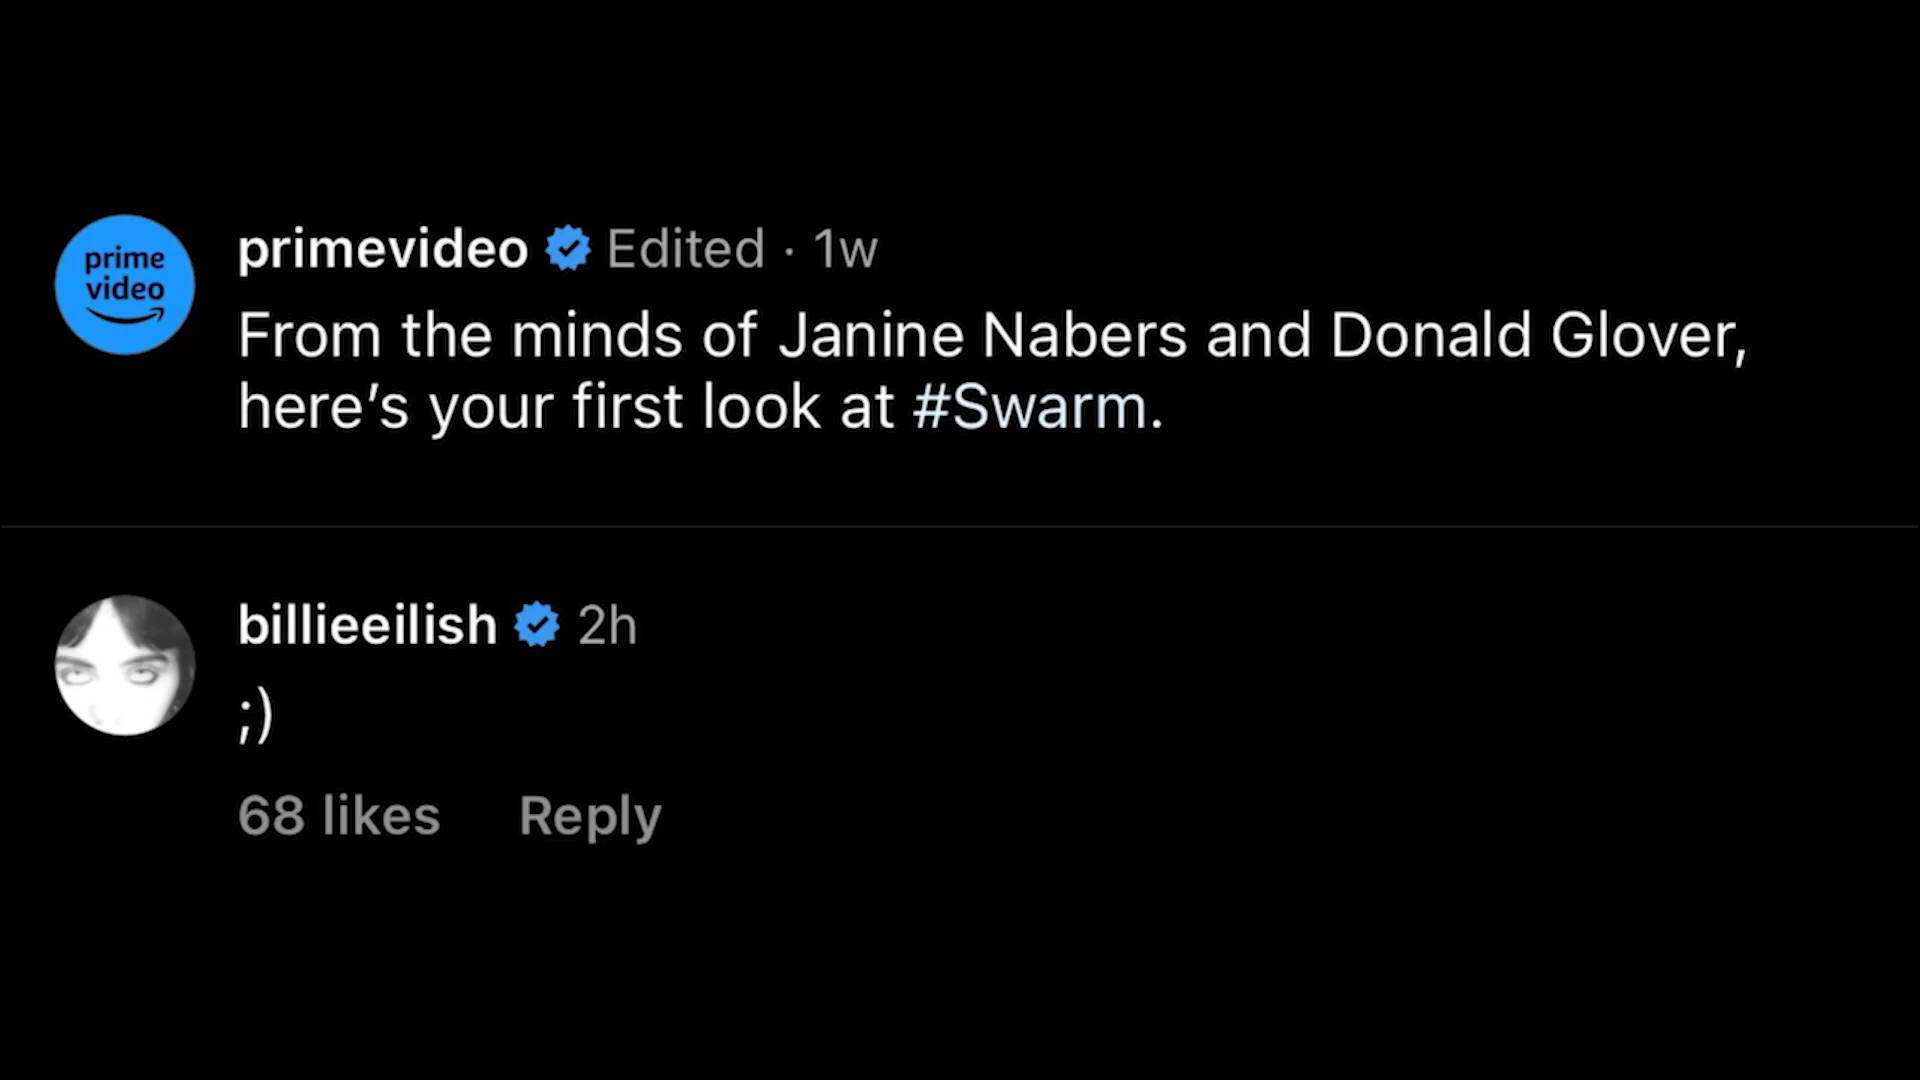 prime
video
primevideo Edited · 1w
From the minds of Janine Nabers and Donald Glover,
here’s your first look at #Swarm.
billieeilish 2h
;)
68 likes Reply